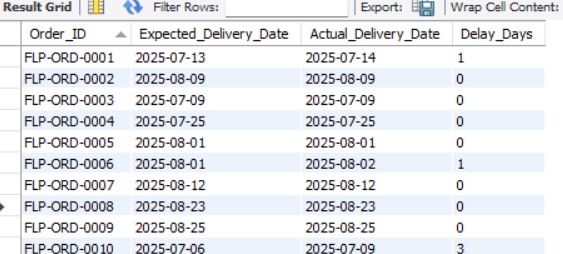 Result Grid Filter Rows: Export: Wrap Cell Content:
Order_ID Expected_Delivery_Date Actual_Delivery_Date Delay_Days
FLP-ORD-0001 2025-07-13 2025-07-14 1
FLP-ORD-0002 2025-08-09 2025-08-09 0
FLP-ORD-0003 2025-07-09 2025-07-09 0
FLP-ORD-0004 2025-07-25 2025-07-25 0
FLP-ORD-0005 2025-08-01 2025-08-01 0
FLP-ORD-0006 2025-08-01 2025-08-02 1
FLP-ORD-0007 2025-08-12 2025-08-12 0
FLP-ORD-0008 2025-08-23 2025-08-23 0
FLP-ORD-0009 2025-08-25 2025-08-25 0
FLP-ORD-0010 2025-07-06 2025-07-09 3